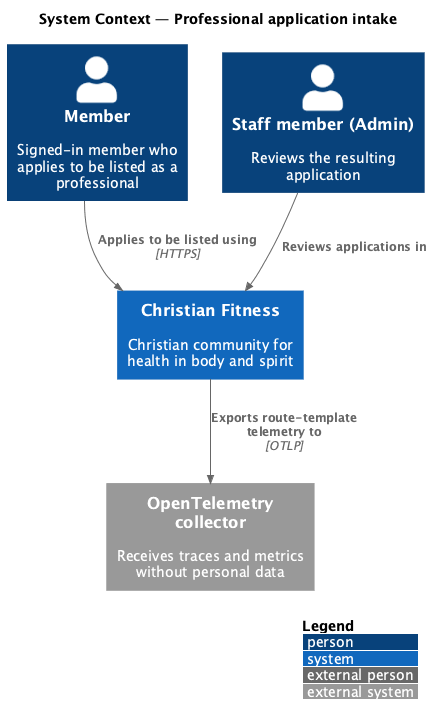 System Context — Professional application intake
Member
Signed-in member who
applies to be listed as a
professional
Staff member (Admin)
Reviews the resulting
application
Applies to be listed using
[HTTPS]
Reviews applications in
Christian Fitness
Christian community for
health in body and spirit
Exports route-template
telemetry to
[OTLP]
OpenTelemetry
collector
Receives traces and metrics
without personal data
Legend
person
system
external person
external system